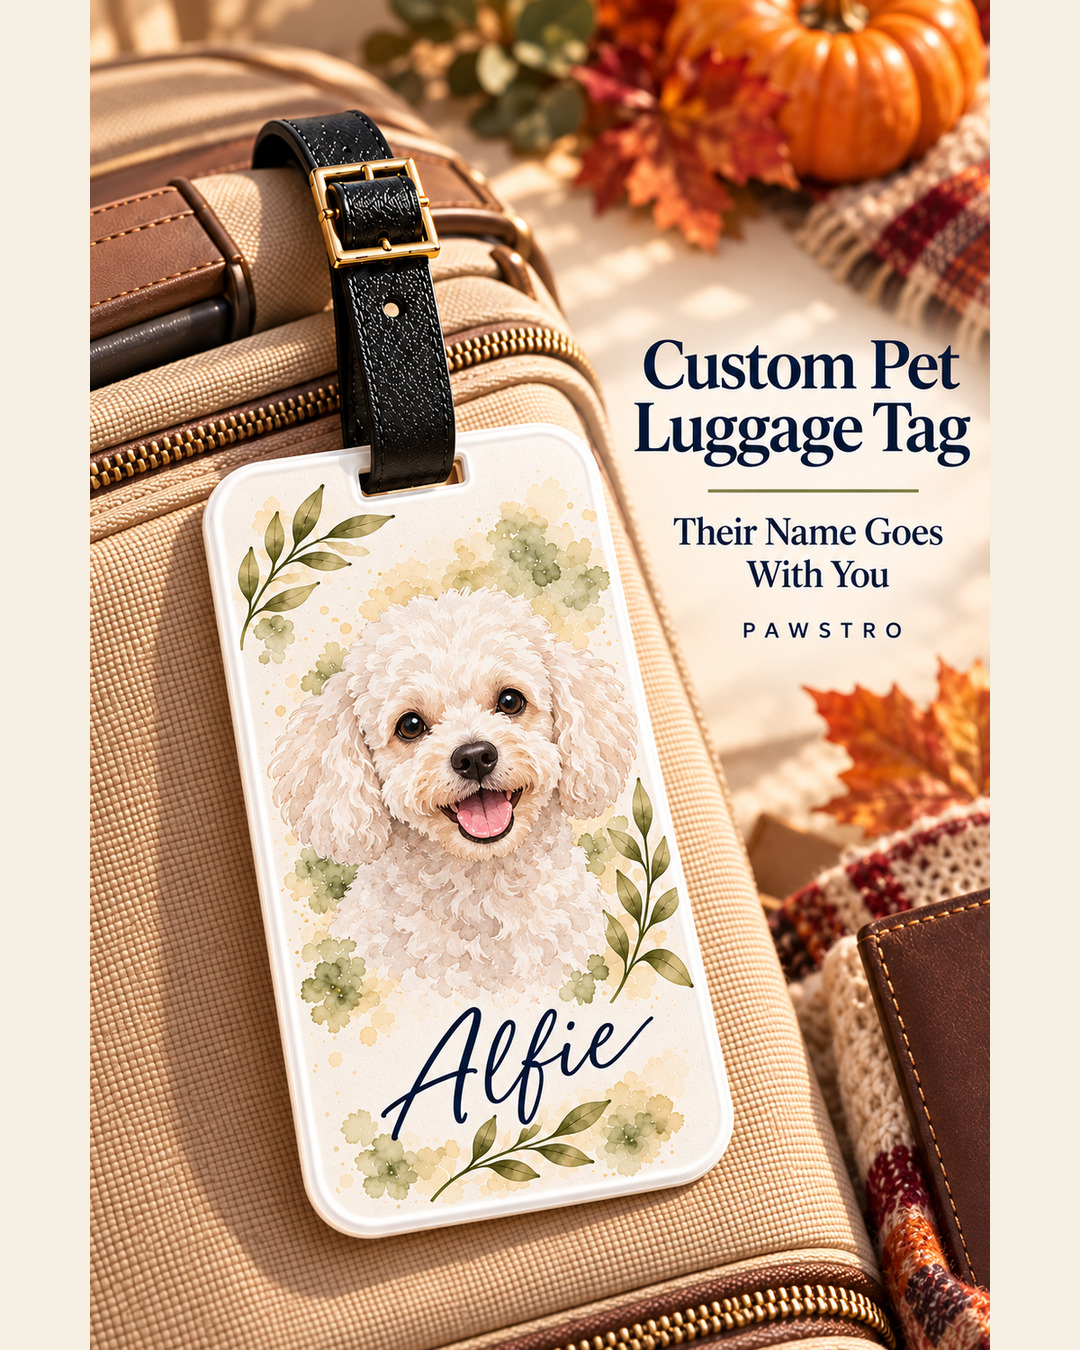 Custom Pet
Luggage Tag
Their Name Goes
With You
PAWSTRO
Alfie